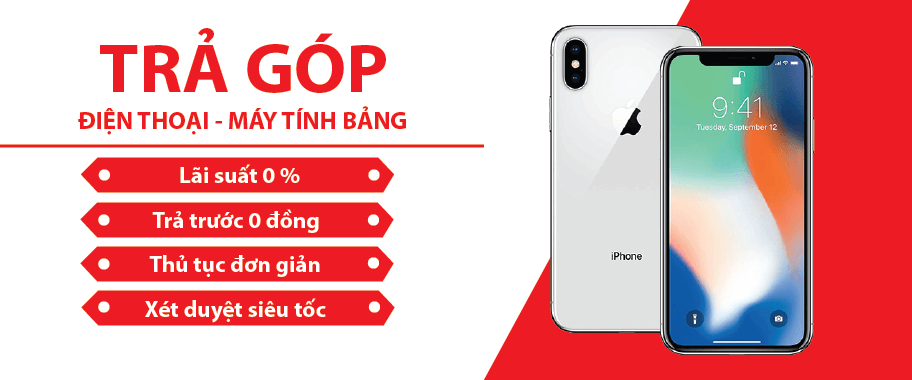 TRẢ GÓP
ĐIỆN THOẠI - MÁY TÍNH BẢNG
Lãi suất 0 %
Trả trước 0 đồng
Thủ tục đơn giản
Xét duyệt siêu tốc
iPhone
9:41
Tuesday, September 12